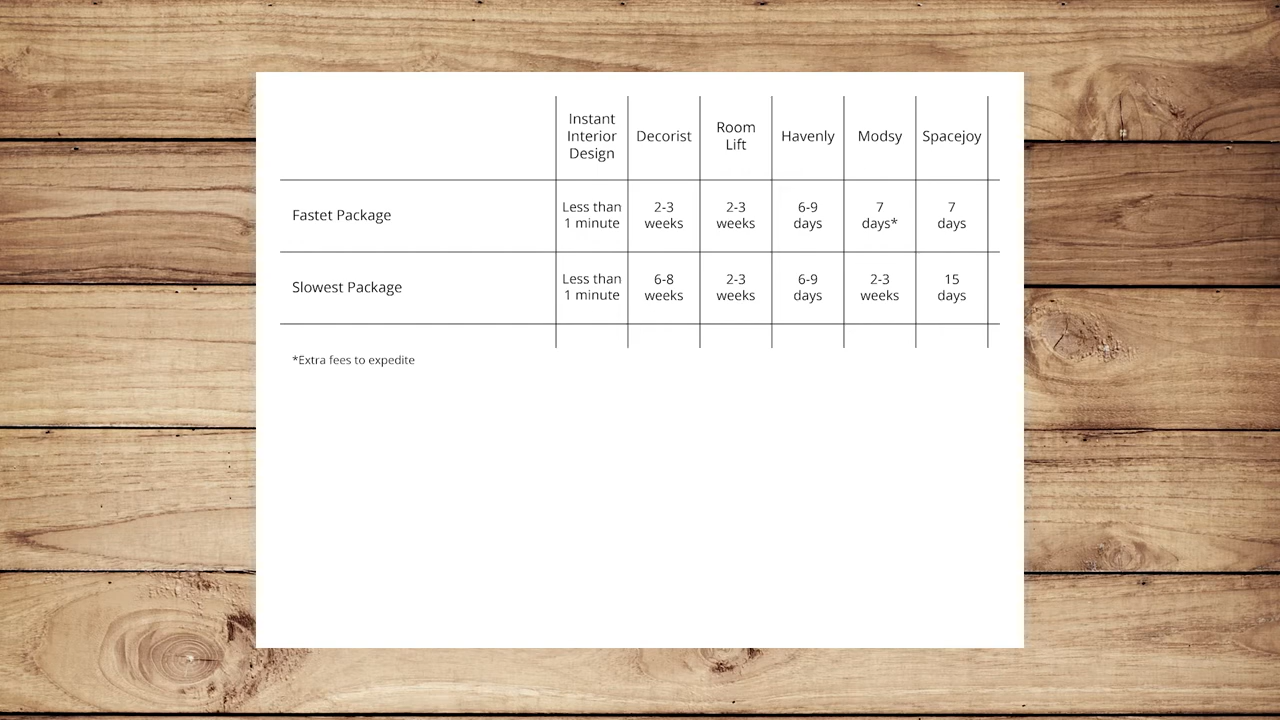 Instant Interior Design Decorist Room Lift Havenly Modsy Spacejoy
Fastet Package Less than 1 minute 2-3 weeks 2-3 weeks 6-9 days 7 days* 7 days
Slowest Package Less than 1 minute 6-8 weeks 2-3 weeks 6-9 days 2-3 weeks 15 days
*Extra fees to expedite